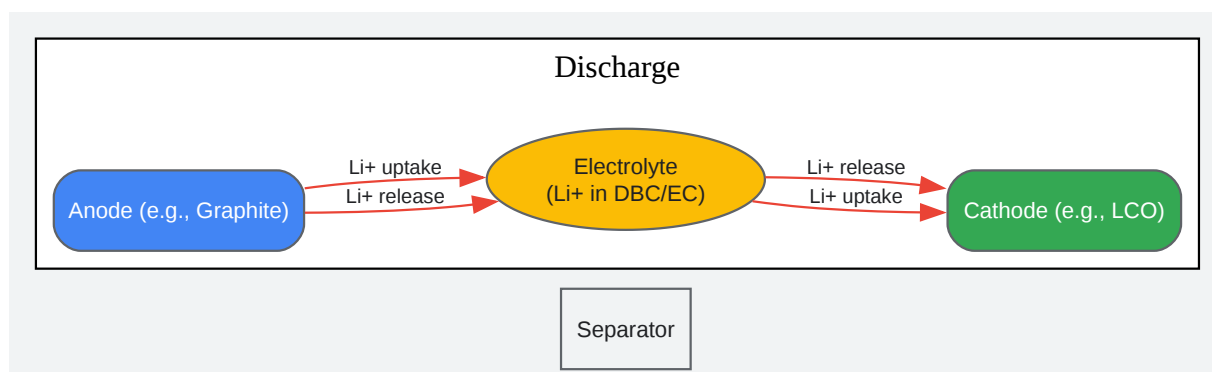 Discharge
Li+ uptake
Li+ release
Anode (e.g., Graphite)
Electrolyte
(Li+ in DBC/EC)
Li+ release
Li+ uptake
Cathode (e.g., LCO)
Separator